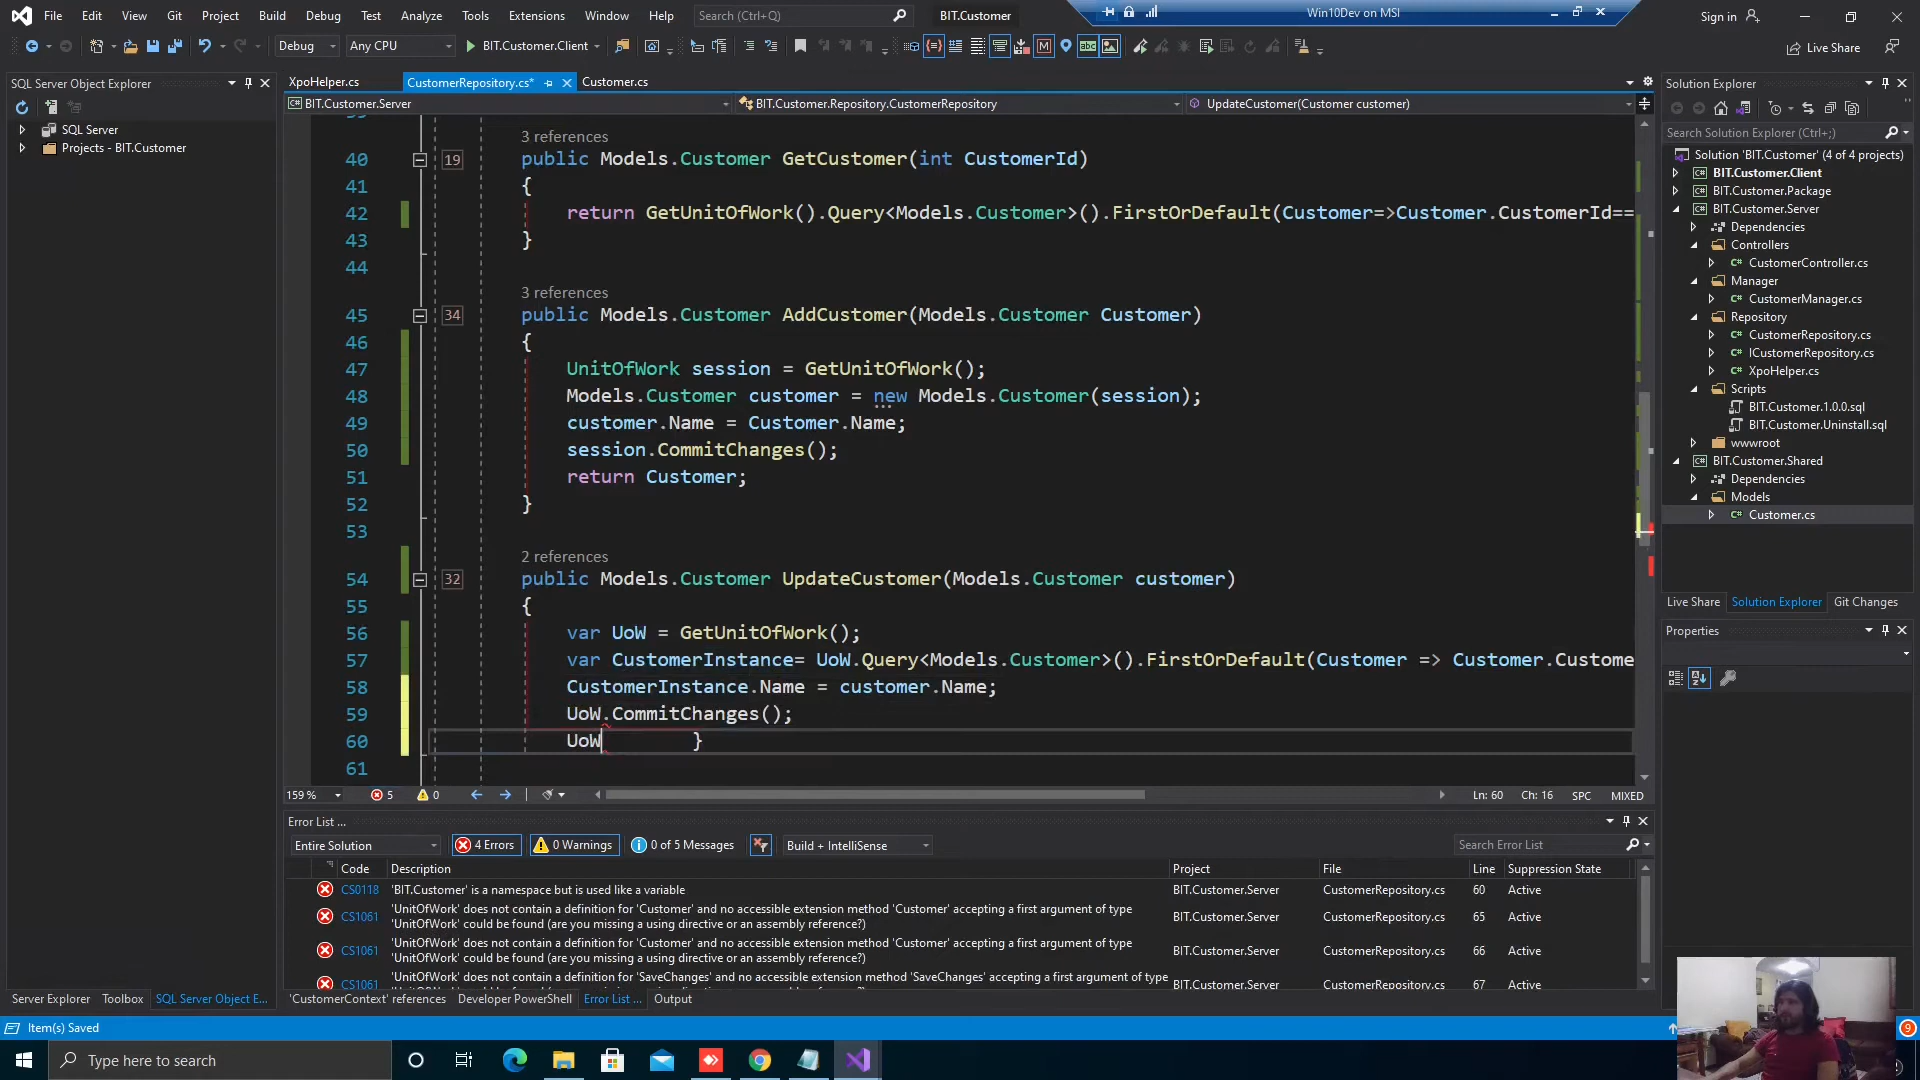 File Edit View Git Project Build Debug Test Analyze Tools Extensions Window Help Search (Ctrl+Q) BIT.Customer Win10Dev on MSI Sign in
Debug Any CPU BIT.Customer.Client Live Share
SQL Server Object Explorer
SQL Server
Projects - BIT.Customer
XpoHelper.cs CustomerRepository.cs* Customer.cs
BIT.Customer.Server BIT.Customer.Repository.CustomerRepository UpdateCustomer(Customer customer)
3 references
40 19 public Models.Customer GetCustomer(int CustomerId)
41 {
42 return GetUnitOfWork().Query<Models.Customer>().FirstOrDefault(Customer=>Customer.CustomerId==
43 }
44
3 references
45 34 public Models.Customer AddCustomer(Models.Customer Customer)
46 {
47 UnitOfWork session = GetUnitOfWork();
48 Models.Customer customer = new Models.Customer(session);
49 customer.Name = Customer.Name;
50 session.CommitChanges();
51 return Customer;
52 }
53
2 references
54 32 public Models.Customer UpdateCustomer(Models.Customer customer)
55 {
56 var UoW = GetUnitOfWork();
57 var CustomerInstance= UoW.Query<Models.Customer>().FirstOrDefault(Customer => Customer.Custome
58 CustomerInstance.Name = customer.Name;
59 UoW.CommitChanges();
60 UoW }
61
159 % 5 0 Ln: 60 Ch: 16 SPC MIXED
Error List ...
Entire Solution 4 Errors 0 Warnings 0 of 5 Messages Build + IntelliSense Search Error List
Code Description Project File Line Suppression State
CS0118 'BIT.Customer' is a namespace but is used like a variable BIT.Customer.Server CustomerRepository.cs 60 Active
CS1061 'UnitOfWork' does not contain a definition for 'Customer' and no accessible extension method 'Customer' accepting a first argument of type
'UnitOfWork' could be found (are you missing a using directive or an assembly reference?) BIT.Customer.Server CustomerRepository.cs 65 Active
CS1061 'UnitOfWork' does not contain a definition for 'Customer' and no accessible extension method 'Customer' accepting a first argument of type
'UnitOfWork' could be found (are you missing a using directive or an assembly reference?) BIT.Customer.Server CustomerRepository.cs 66 Active
CS1061 'UnitOfWork' does not contain a definition for 'SaveChanges' and no accessible extension method 'SaveChanges' accepting a first argument of type
BIT.Customer.Server CustomerRepository.cs 67 Active
Server Explorer Toolbox SQL Server Object E... 'CustomerContext' references Developer PowerShell Error List ... Output
Solution Explorer
Search Solution Explorer (Ctrl+;)
Solution 'BIT.Customer' (4 of 4 projects)
BIT.Customer.Client
BIT.Customer.Package
BIT.Customer.Server
Dependencies
Controllers
CustomerController.cs
Manager
CustomerManager.cs
Repository
CustomerRepository.cs
ICustomerRepository.cs
XpoHelper.cs
Scripts
BIT.Customer.1.0.0.sql
BIT.Customer.Uninstall.sql
wwwroot
BIT.Customer.Shared
Dependencies
Models
Customer.cs
Live Share Solution Explorer Git Changes
Properties
Item(s) Saved 9
Type here to search